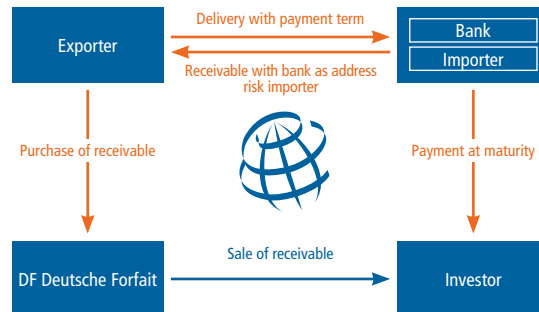 Delivery with payment term
Exporter
Bank
Importer
Receivable with bank as address
risk importer
Purchase of receivable
Payment at maturity
DF Deutsche Forfait
Sale of receivable
Investor